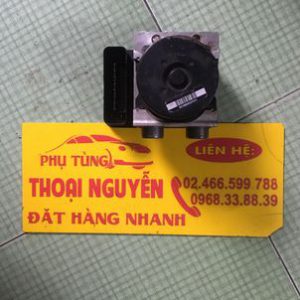 PHỤ TÙNG
THOẠI NGUYỄN
ĐẶT HÀNG NHANH
LIÊN HỆ:
02.466.599 788
0968.33.88.39